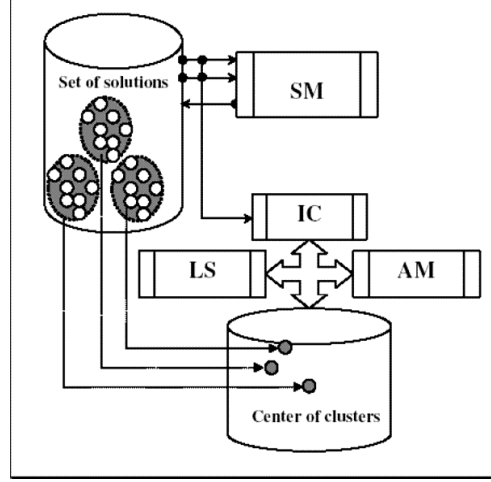 Set of solutions
SM
IC
LS
AM
Center of clusters